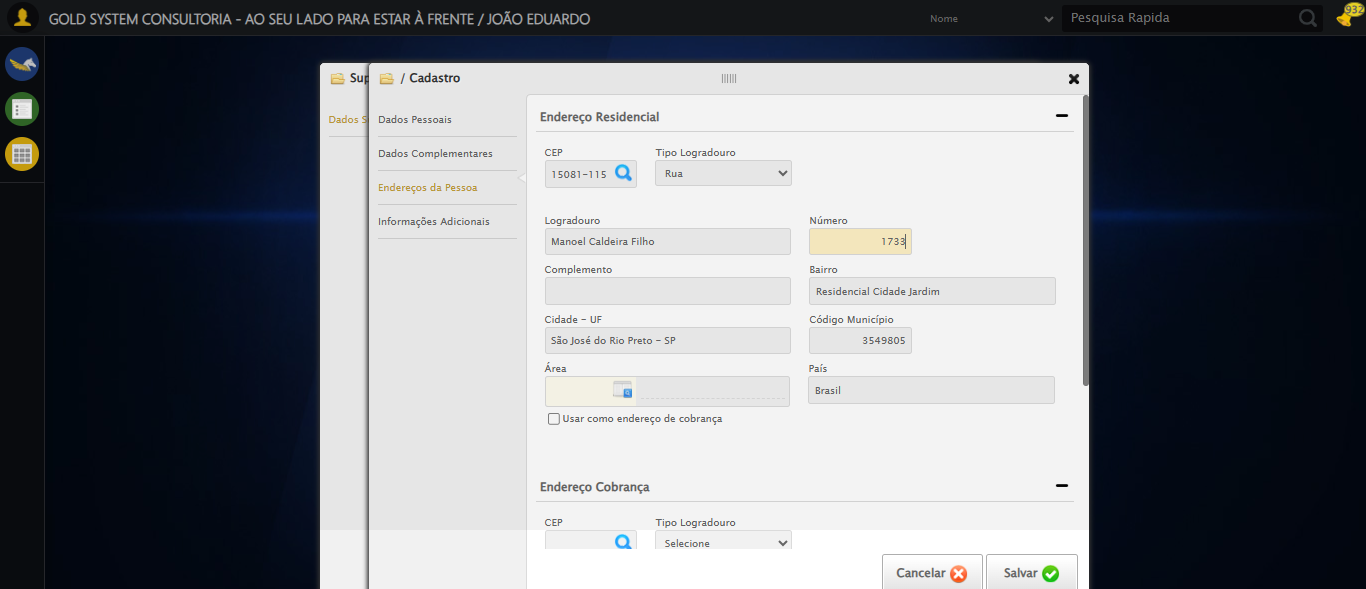 GOLD SYSTEM CONSULTORIA - AO SEU LADO PARA ESTAR À FRENTE / JOÃO EDUARDO
Nome
Pesquisa Rapida
932
Sup
/ Cadastro
Dados S
Dados Pessoais
Dados Complementares
Endereços da Pessoa
Informações Adicionais
Endereço Residencial
CEP Tipo Logradouro
15081-115 Rua
Logradouro Número
Manoel Caldeira Filho 1733
Complemento Bairro
Residencial Cidade Jardim
Cidade - UF Código Município
São José do Rio Preto - SP 3549805
Área País
Brasil
Usar como endereço de cobrança
Endereço Cobrança
CEP Tipo Logradouro
Selecione
Cancelar Salvar